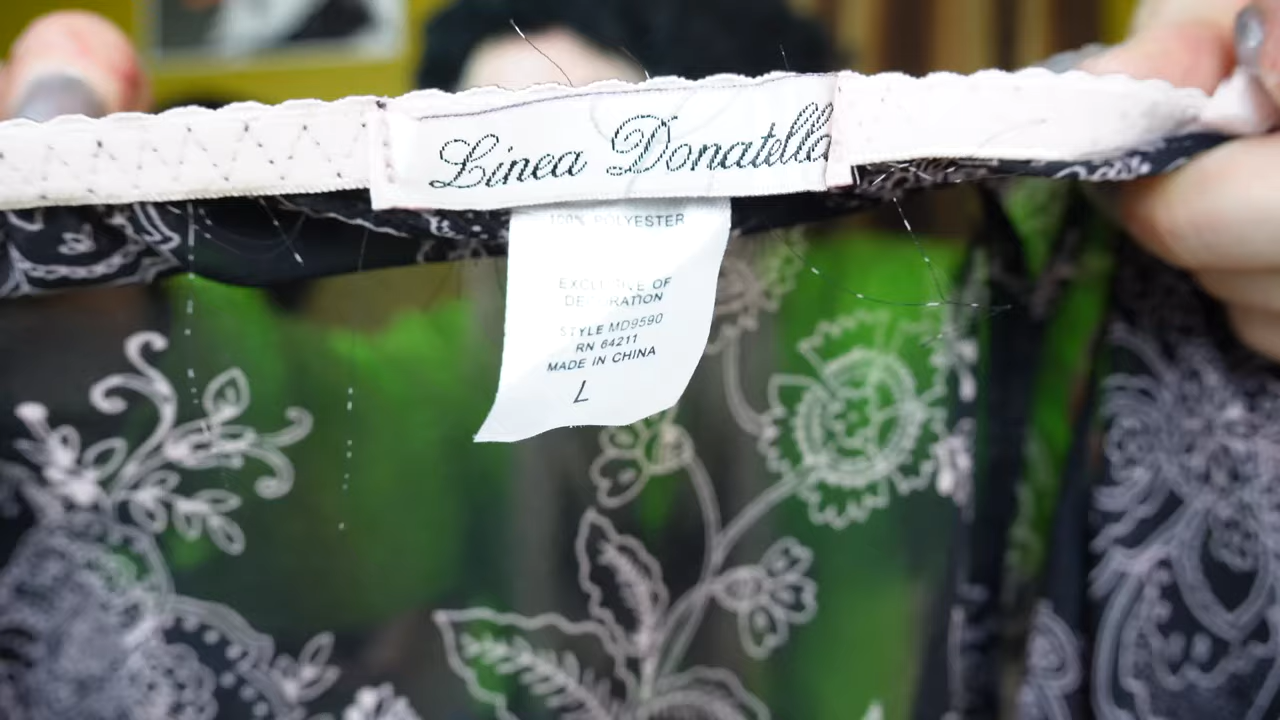 Linea Donatella
100% POLYESTER
EXCLUSIVE OF
DECORATION
STYLE MD9590
RN 64211
MADE IN CHINA
L